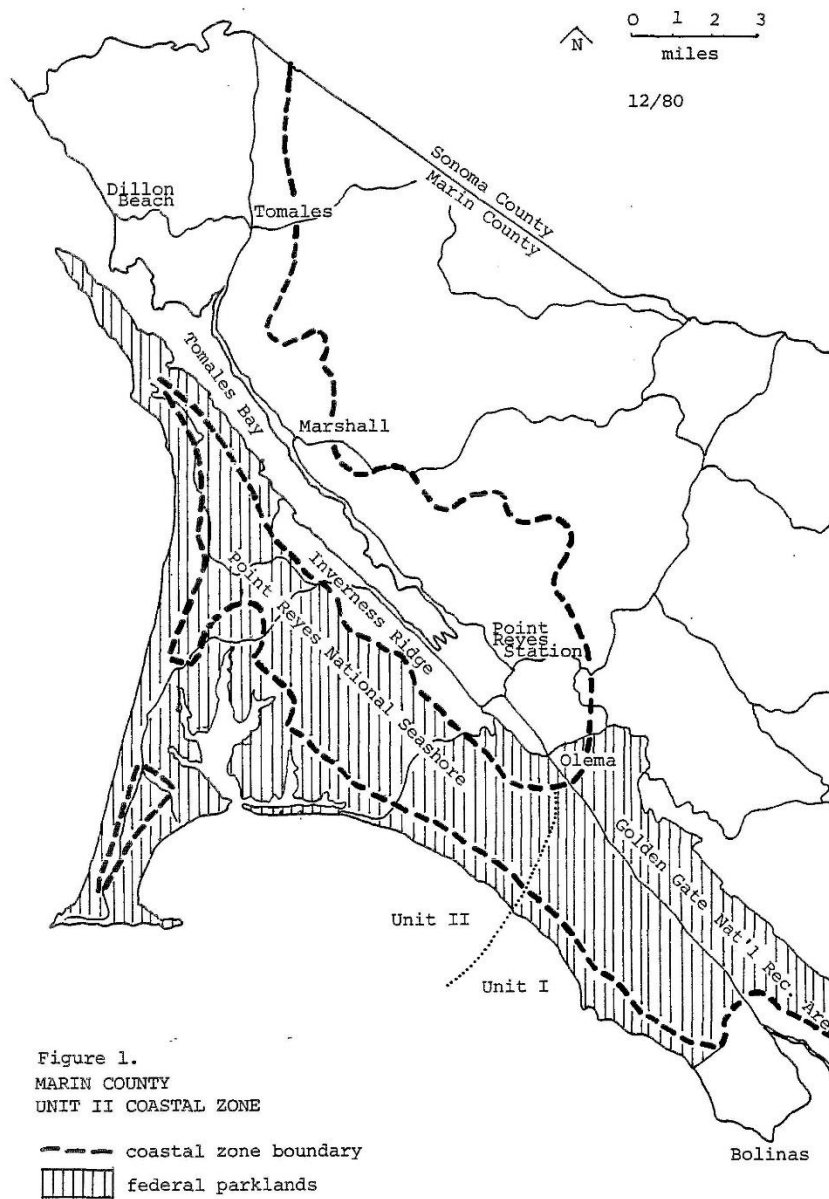 0 1 2 3
N
miles
12/80
Sonoma County
Marin County
Dillon
Beach
Tomales
Tomales Bay
Marshall
Inverness Ridge
Point Reyes National Seashore
Point
Reyes
Station
Olema
Golden Gate Nat'l Rec. Are
Unit II
Unit I
Figure 1.
MARIN COUNTY
UNIT II COASTAL ZONE
coastal zone boundary
federal parklands
Bolinas